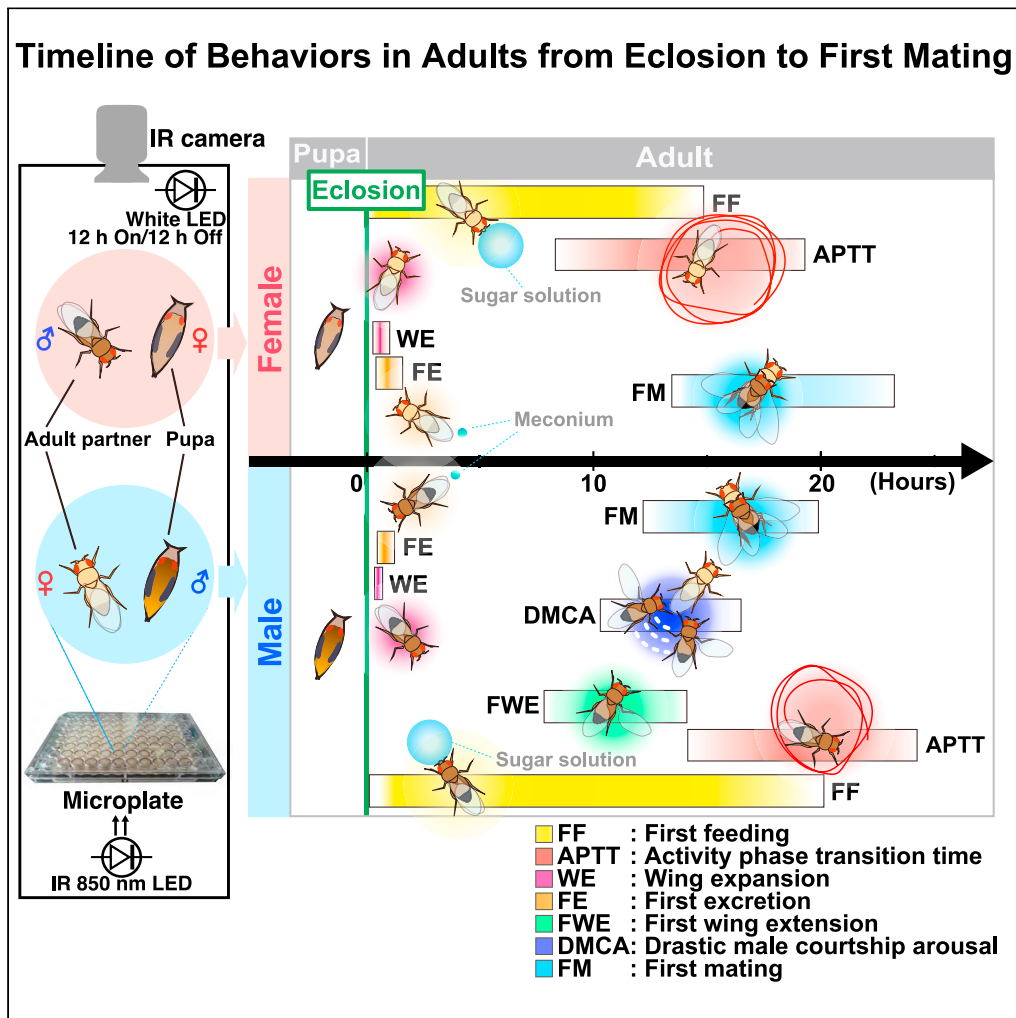 Timeline of Behaviors in Adults from Eclosion to First Mating
IR camera
White LED
12 h On/12 h Off
♂
♀
Adult partner
Pupa
♀
♂
Microplate
IR 850 nm LED
Pupa
Adult
Eclosion
Female
FF
APTT
Sugar solution
WE
FE
FM
Meconium
0
10
20
(Hours)
Male
FM
FE
WE
DMCA
FWE
APTT
Sugar solution
FF
FF : First feeding
APTT : Activity phase transition time
WE : Wing expansion
FE : First excretion
FWE : First wing extension
DMCA: Drastic male courtship arousal
FM : First mating